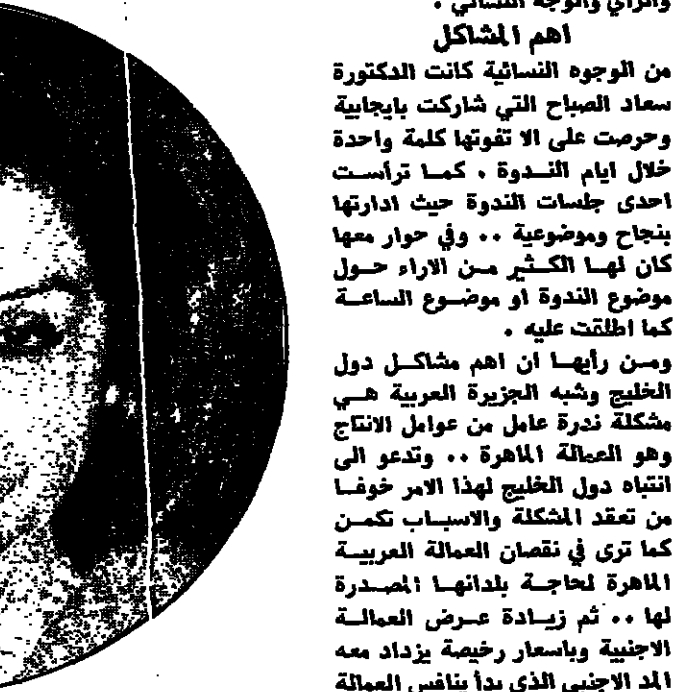 والرأي والوجه النسائي .
اهم المشاكل
من الوجوه النسائية كانت الدكتورة
سعاد الصباح التي شاركت بايجابية
وحرصت على الا تفوتها كلمة واحدة
خلال ايام الندوة . كما ترأست
احدى جلسات الندوة حيث ادارتها
بنجاح وموضوعية .. وفي حوار معها
كان لها الكثير من الاراء حول
موضوع الندوة او موضوع الساعة
كما اطلقت عليه .
ومن رأيها ان اهم مشاكل دول
الخليج وشبه الجزيرة العربية هي
مشكلة ندرة عامل من عوامل الانتاج
وهو العمالة الماهرة .. وتدعو الى
انتباه دول الخليج لهذا الامر خوفا
من تعقد المشكلة والاسباب تكمن
كما ترى في نقصان العمالة العربية
الماهرة لحاجة بلدانها المصدرة
لها .. ثم زيادة عرض العمالة
الاجنبية وباسعار رخيصة يزداد معه
المد الاجنبي الذي بدأ ينافس العمالة